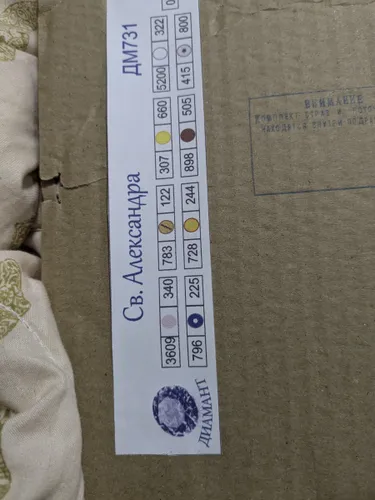 Св. Александра
ДМ731
3609 340
783 122
307 660
5200 322
796 225
728 244
898 505
415 800
ДИАМАНТ
ВНИМАНИЕ